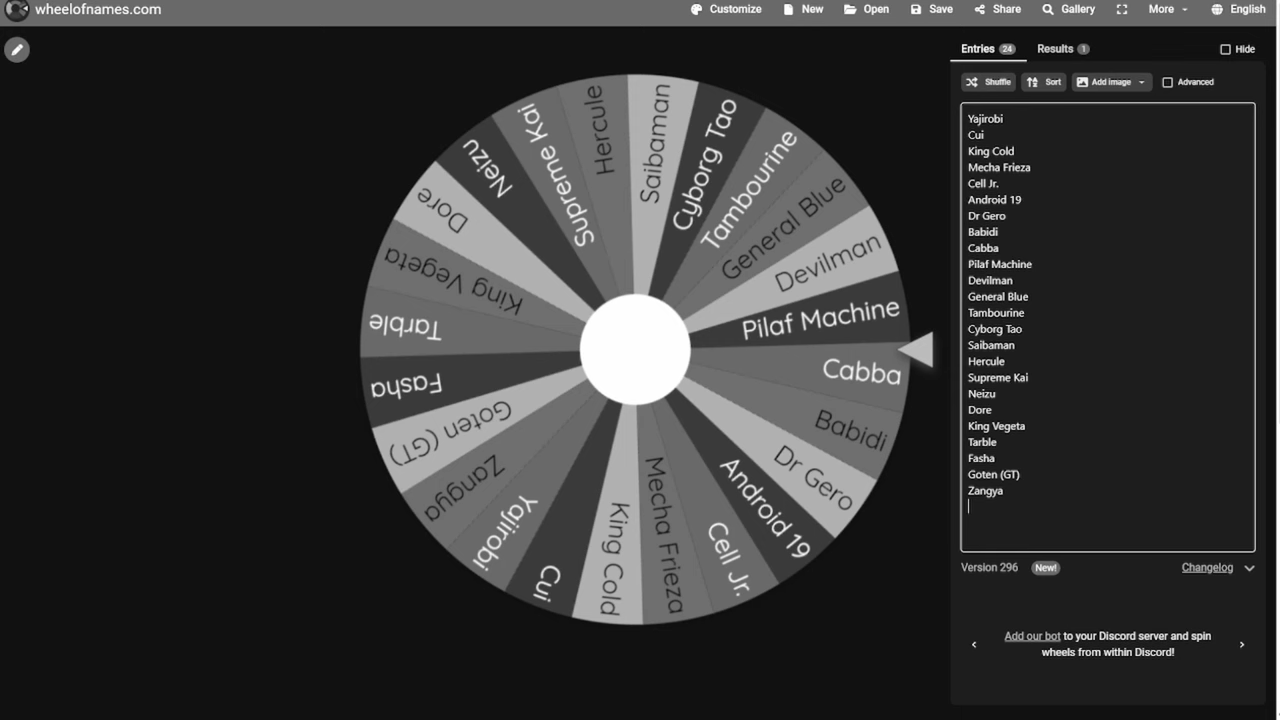 wheelofnames.com
Customize New Open Save Share Gallery More English
Entries 24 Results 1 Hide
Shuffle Sort Add image Advanced
Yajirobi
Cui
King Cold
Mecha Frieza
Cell Jr.
Android 19
Dr Gero
Babidi
Cabba
Pilaf Machine
Devilman
General Blue
Tambourine
Cyborg Tao
Saibaman
Hercule
Supreme Kai
Neizu
Dore
King Vegeta
Tarble
Fasha
Goten (GT)
Zangya
Version 296 New! Changelog
Add our bot to your Discord server and spin
wheels from within Discord!
Saibaman
Cyborg Tao
Tambourine
General Blue
Devilman
Pilaf Machine
Cabba
Babidi
Dr Gero
Android 19
Cell Jr.
Mecha Frieza
King Cold
Cui
Yajirobi
Zangya
Goten (GT)
Fasha
Tarble
King Vegeta
Dore
Neizu
Supreme Kai
Hercule